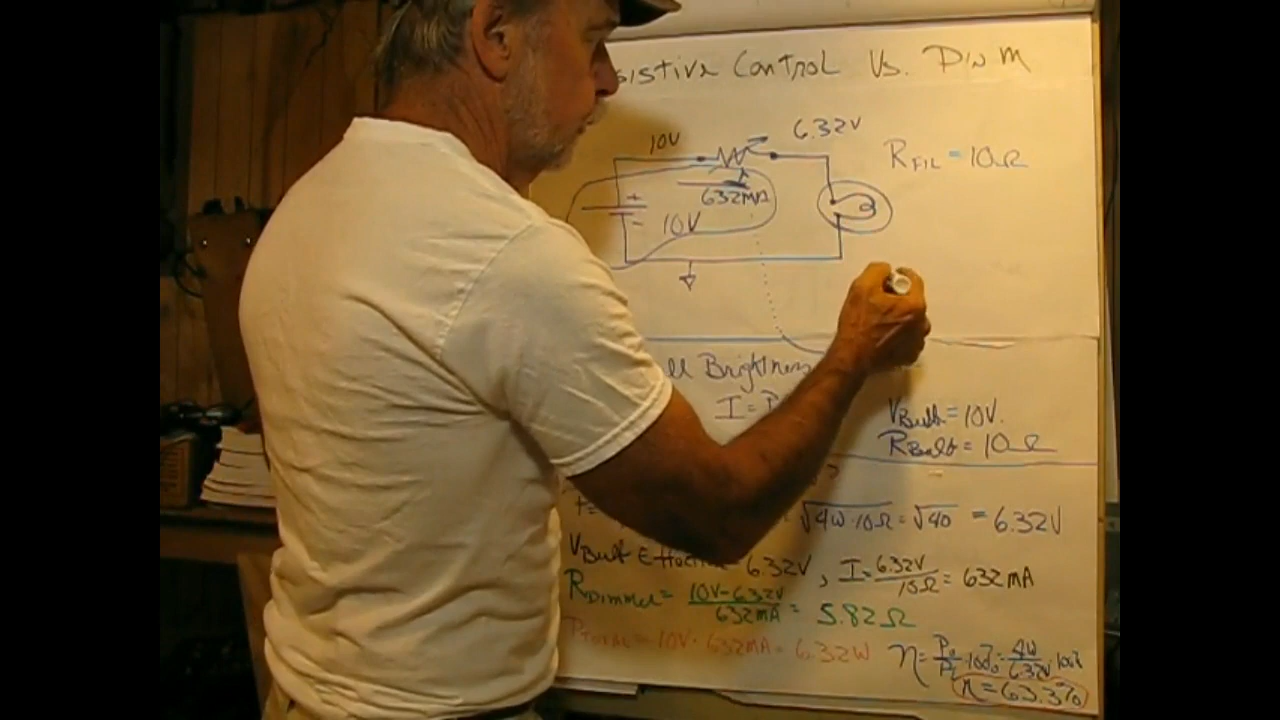 sistive Control Vs. PWM
10V 6.32V
RFIL = 10Ω
+
632MA
- 10V
ll Brightness
I = P
VBulb = 10V.
RBulb = 10Ω
√4W·10Ω = √40 = 6.32V
VBulb Effective = 6.32V, I = 6.32V/10Ω = 632mA
RDimmer = 10V-6.32V/632mA = 5.82Ω
PTOTAL = 10V · 632MA = 6.32W
η = Po/Pi · 100% = 4W/6.32W · 100%
η = 63.3%